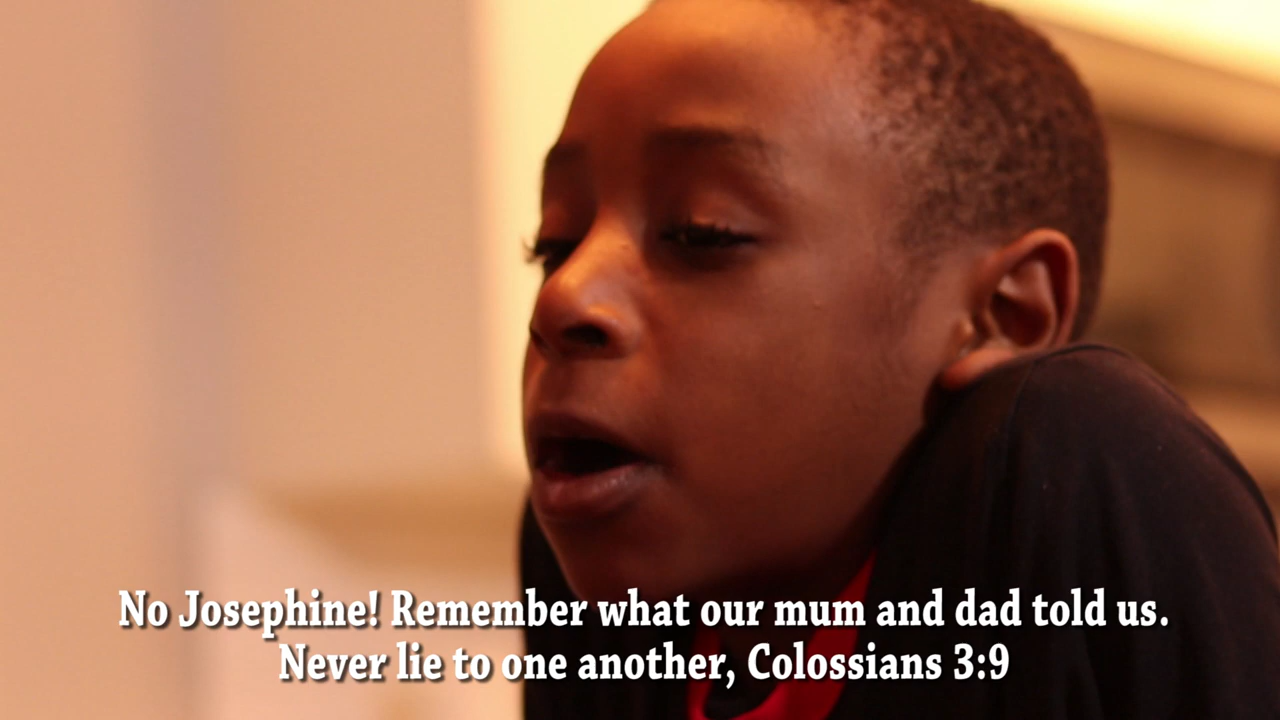 No Josephine! Remember what our mum and dad told us.
Never lie to one another, Colossians 3:9